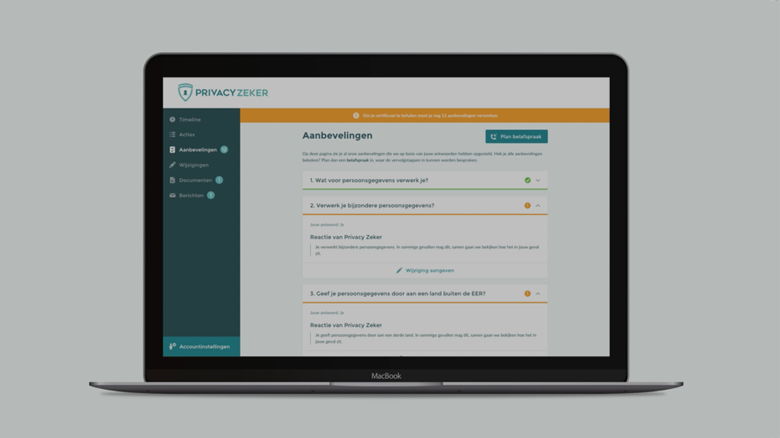 PRIVACY ZEKER
Om je certificaat te behalen moet je nog 11 aanbevelingen verwerken.
Timeline
Acties
Aanbevelingen
Wijzigingen
Documenten
Berichten
Accountinstellingen
Aanbevelingen
Plan belafspraak
Op deze pagina zie je al onze aanbevelingen die we op basis van jouw antwoorden hebben opgesteld. Heb je alle aanbevelingen
bekeken? Plan dan een belafspraak in, waar de vervolgstappen in kunnen worden besproken.
1. Wat voor persoonsgegevens verwerk je?
2. Verwerk je bijzondere persoonsgegevens?
Jouw antwoord: Ja
Reactie van Privacy Zeker
Je verwerkt bijzondere persoonsgegevens. In sommige gevallen mag dit, samen gaan we bekijken hoe het in jouw geval
zit.
Wijziging aangeven
3. Geef je persoonsgegevens door aan een land buiten de EER?
Jouw antwoord: Ja
Reactie van Privacy Zeker
Je geeft persoonsgegevens door aan een derde land. In sommige gevallen mag dit, samen gaan we bekijken hoe het in
jouw geval zit.
MacBook